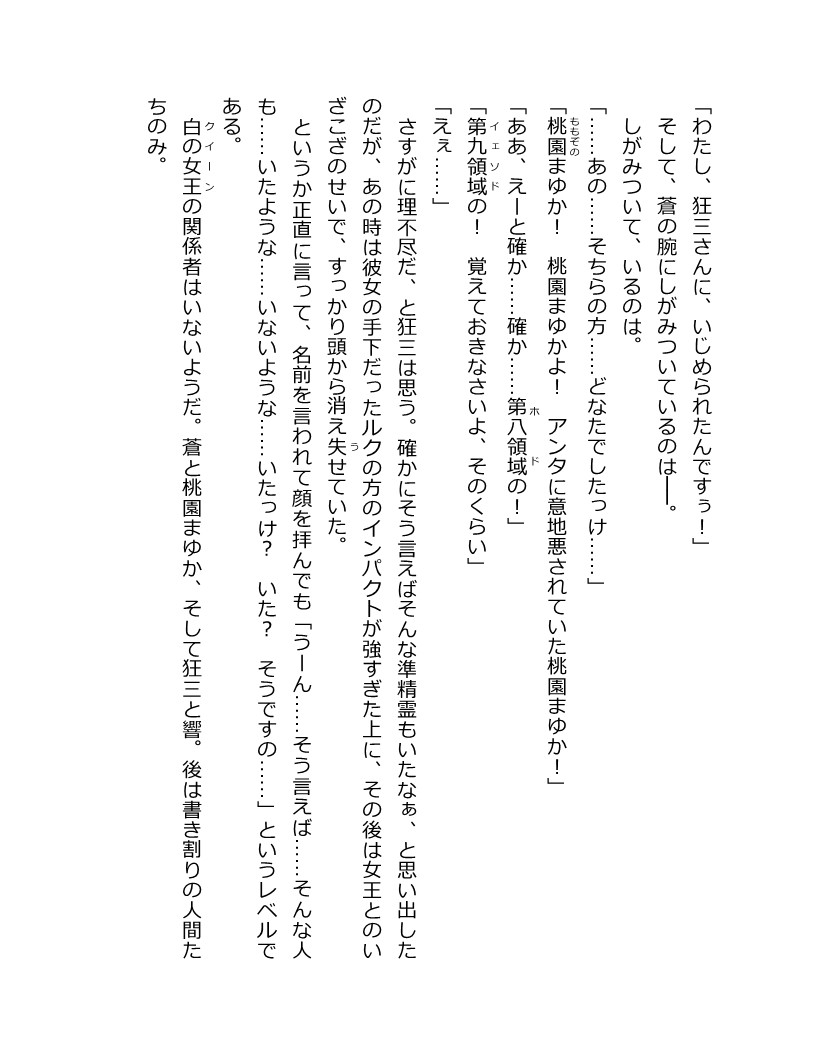 「わたし、狂三さんに、いじめられたんですぅ！」
　そして、蒼の腕にしがみついているのは――。
　しがみついて、いるのは。
「……あの……そちらの方……どなたでしたっけ……」
「桃園まゆか！　桃園まゆかよ！　アンタに意地悪されていた桃園まゆか！」
「ああ、えーと確か……確か……第八領域の！」
「第九領域の！　覚えておきなさいよ、そのくらい」
「えぇ……」
　さすがに理不尽だ、と狂三は思う。確かにそう言えばそんな準精霊もいたなぁ、と思い出した
のだが、あの時は彼女の手下だったルクの方のインパクトが強すぎた上に、その後は女王とのい
ざこざのせいで、すっかり頭から消え失せていた。
　というか正直に言って、名前を言われて顔を拝んでも「うーん……そう言えば……そんな人
も……いたような……いないような……いたっけ？　いた？　そうですの……」というレベルで
ある。
　白の女王の関係者はいないようだ。蒼と桃園まゆか、そして狂三と響。後は書き割りの人間た
ちのみ。
ももその
ホド
イェソド
う
クイーン